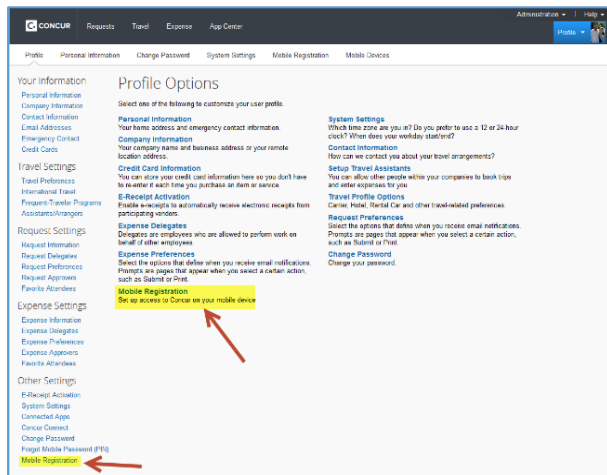 Administration
Help
CONCUR
Requests
Travel
Expense
App Center
Profile
Profile
Personal Information
Change Password
System Settings
Mobile Registration
Mobile Devices
Your Information
Personal Information
Company Information
Contact Information
Email Addresses
Emergency Contact
Credit Cards
Travel Settings
Travel Preferences
International Travel
Frequent-Traveler Programs
Assistants/Arrangers
Request Settings
Request Information
Request Delegates
Request Preferences
Request Approvers
Favorite Attendees
Expense Settings
Expense Information
Expense Delegates
Expense Preferences
Expense Approvers
Favorite Attendees
Other Settings
E-Receipt Activation
System Settings
Connected Apps
Concur Connect
Change Password
Forgot Mobile Password (PIN)
Mobile Registration
Profile Options
Select one of the following to customize your user profile.
Personal Information
Your home address and emergency contact information.
Company Information
Your company name and business address or your remote
location address.
Credit Card Information
You can store your credit card information here so you don't have
to re-enter it each time you purchase an item or service.
E-Receipt Activation
Enable e-receipts to automatically receive electronic receipts from
participating vendors.
Expense Delegates
Delegates are employees who are allowed to perform work on
behalf of other employees.
Expense Preferences
Select the options that define when you receive email notifications.
Prompts are pages that appear when you select a certain action,
such as Submit or Print.
Mobile Registration
Set up access to Concur on your mobile device
System Settings
Which time zone are you in? Do you prefer to use a 12 or 24-hour
clock? When does your workday start/end?
Contact Information
How can we contact you about your travel arrangements?
Setup Travel Assistants
You can allow other people within your companies to book trips
and enter expenses for you
Travel Profile Options
Carrier, Hotel, Rental Car and other travel-related preferences.
Request Preferences
Select the options that define when you receive email notifications.
Prompts are pages that appear when you select a certain action,
such as Submit or Print.
Change Password
Change your password.